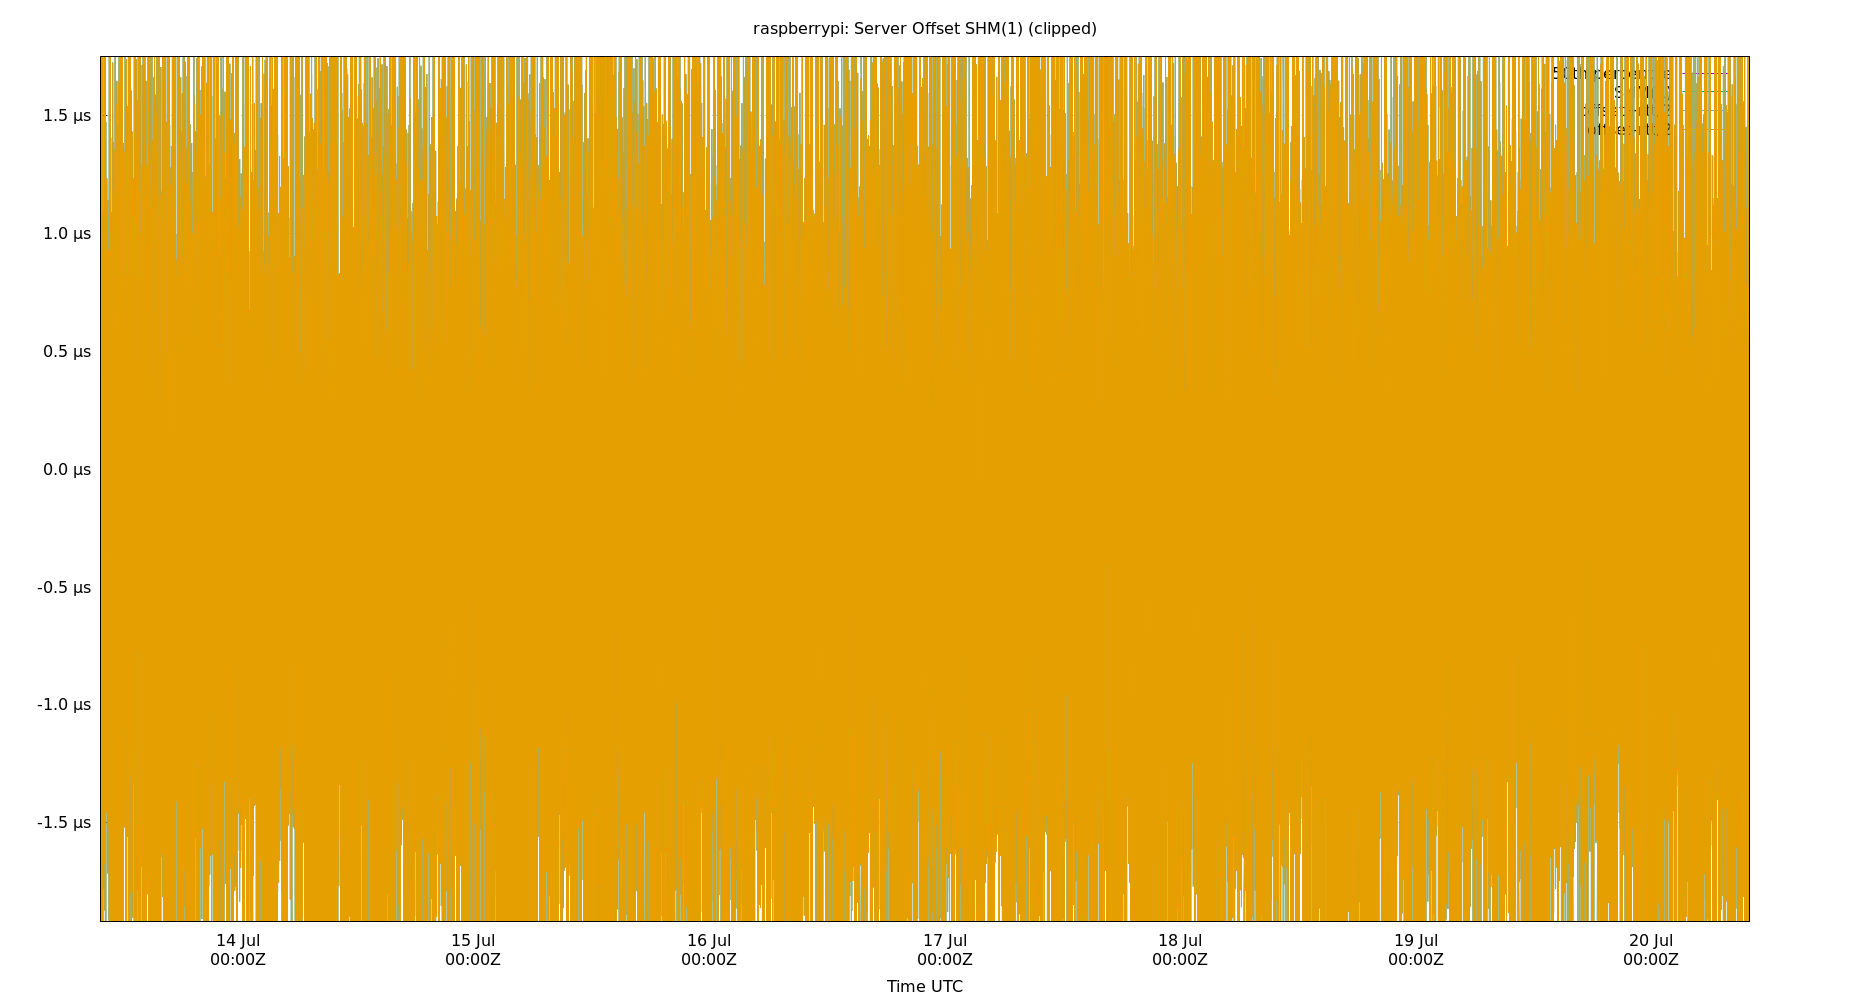 raspberrypi: Server Offset SHM(1) (clipped)
1.5 µs
1.0 µs
0.5 µs
0.0 µs
-0.5 µs
-1.0 µs
-1.5 µs
14 Jul 15 Jul 16 Jul 17 Jul 18 Jul 19 Jul 20 Jul
00:00Z 00:00Z 00:00Z 00:00Z 00:00Z 00:00Z 00:00Z
Time UTC